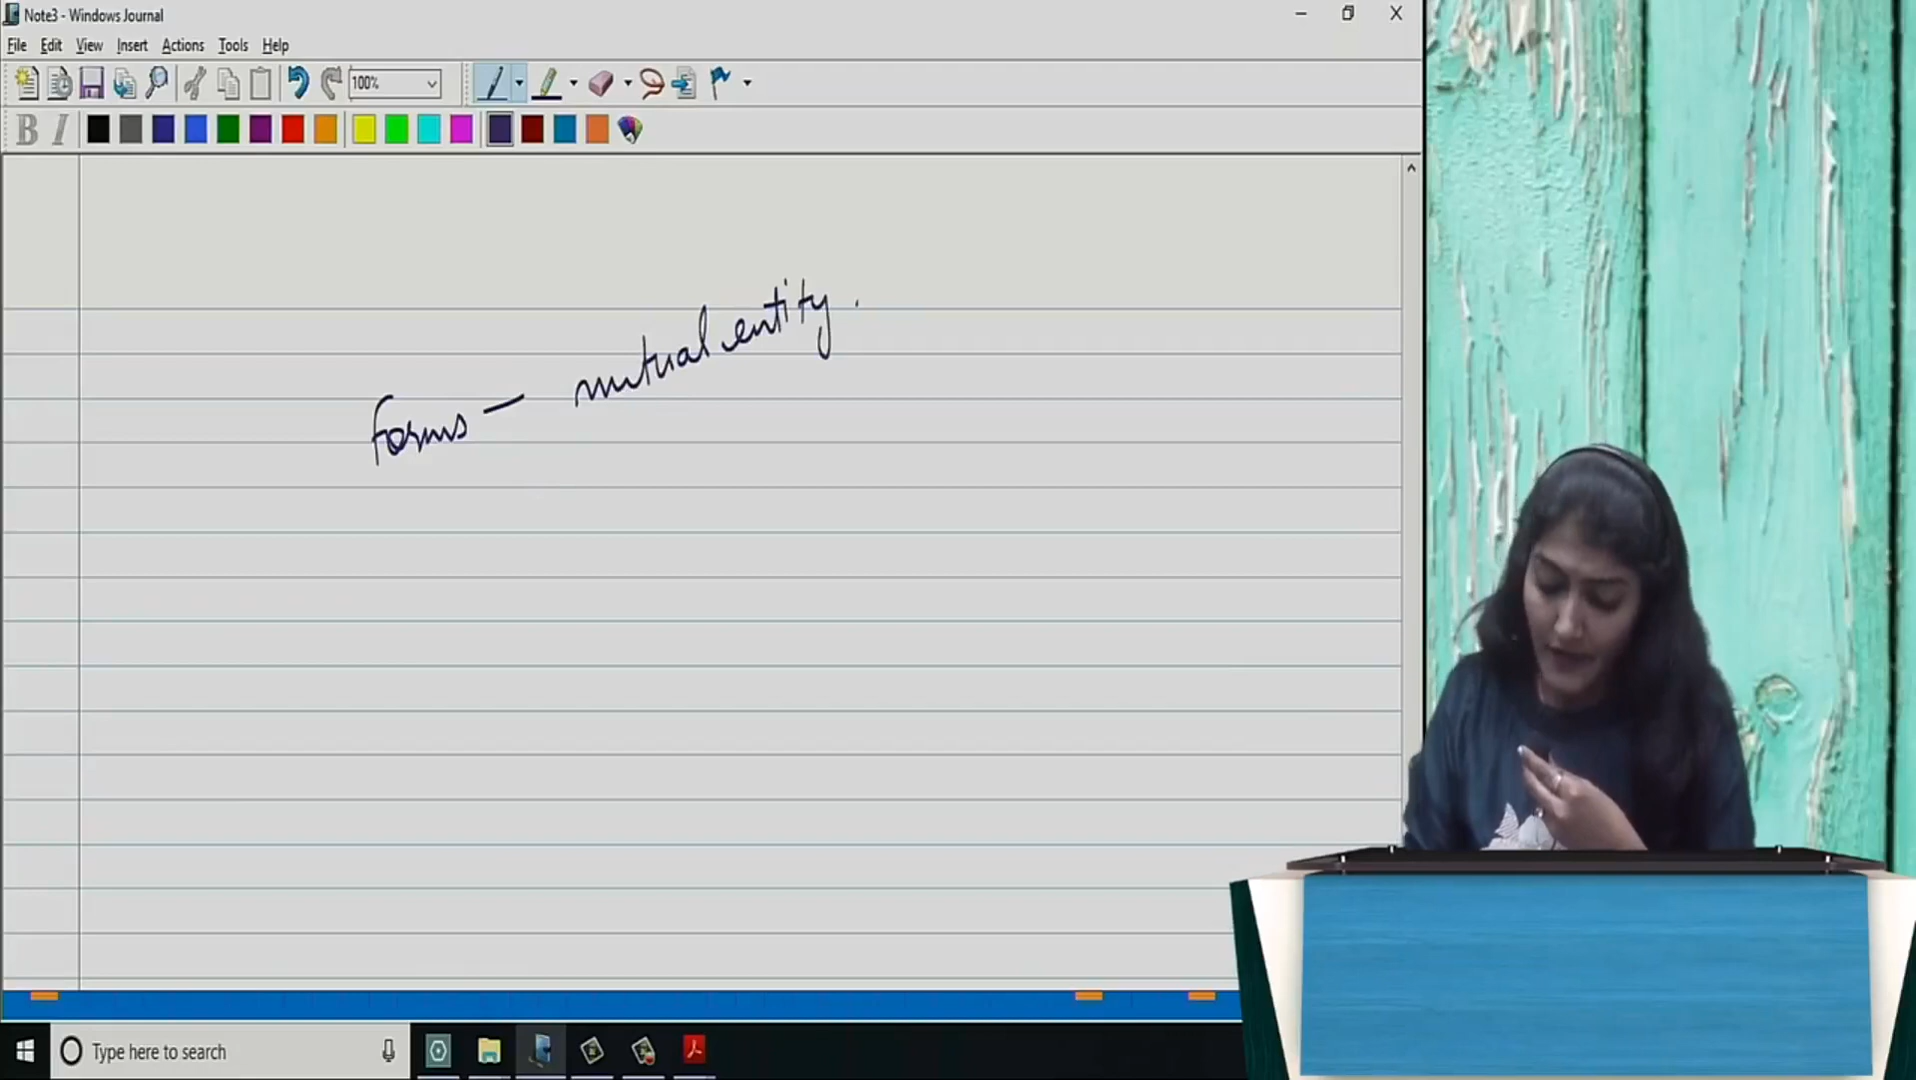 Note3 - Windows Journal
File Edit View Insert Actions Tools Help
100%
B I
forms — mutual entity.
Type here to search